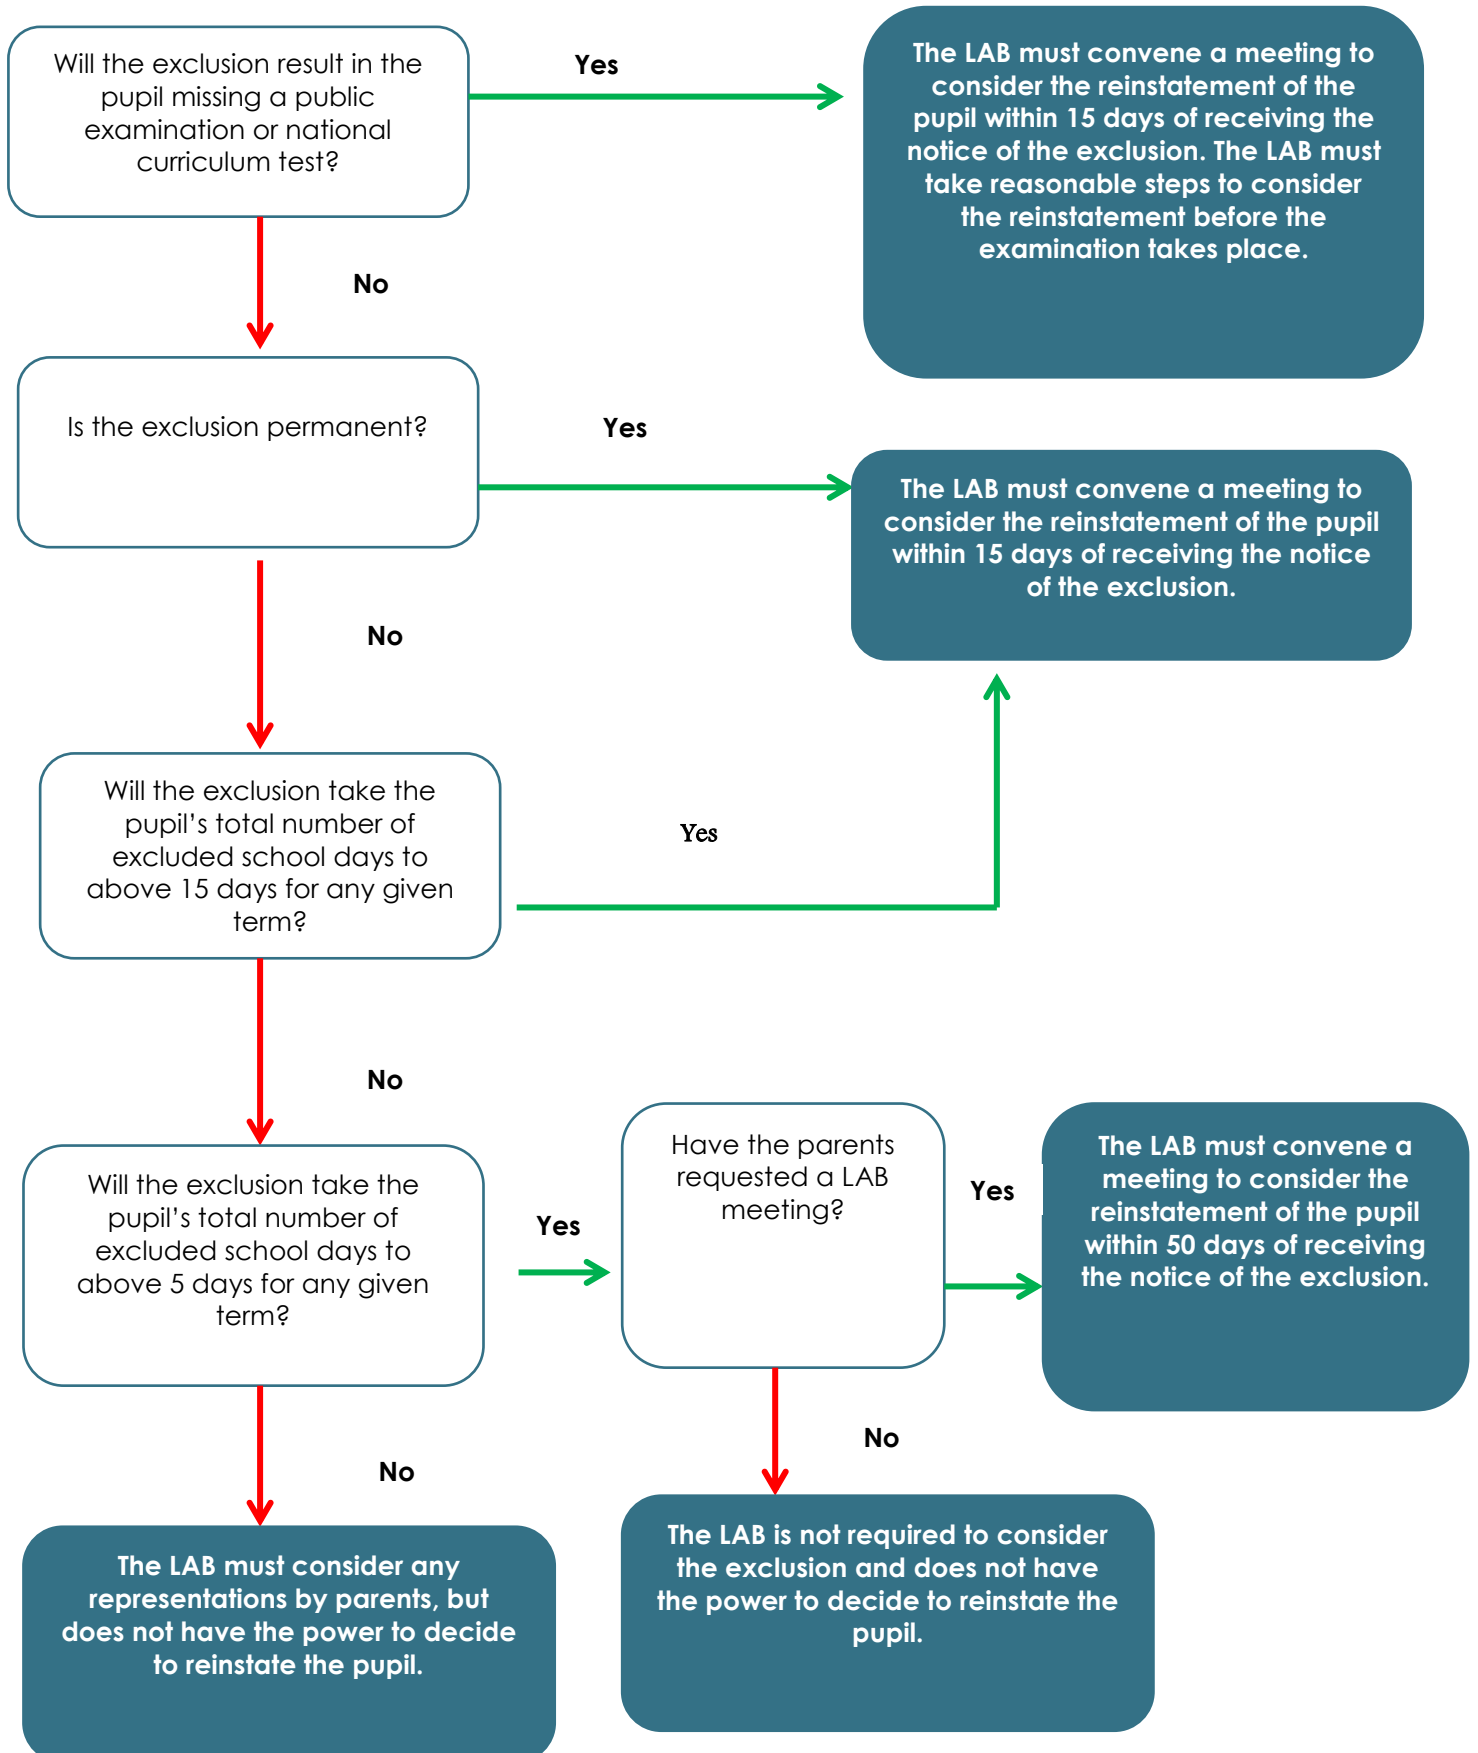 Will the exclusion result in the
pupil missing a public
examination or national
curriculum test?
Yes
The LAB must convene a meeting to
consider the reinstatement of the
pupil within 15 days of receiving the
notice of the exclusion. The LAB must
take reasonable steps to consider
the reinstatement before the
examination takes place.
No
Is the exclusion permanent?
Yes
The LAB must convene a meeting to
consider the reinstatement of the pupil
within 15 days of receiving the notice
of the exclusion.
No
Will the exclusion take the
pupil’s total number of
excluded school days to
above 15 days for any given
term?
Yes
No
Will the exclusion take the
pupil’s total number of
excluded school days to
above 5 days for any given
term?
Yes
Have the parents
requested a LAB
meeting?
Yes
The LAB must convene a
meeting to consider the
reinstatement of the pupil
within 50 days of receiving
the notice of the exclusion.
No
No
The LAB must consider any
representations by parents, but
does not have the power to decide
to reinstate the pupil.
The LAB is not required to consider
the exclusion and does not have
the power to decide to reinstate the
pupil.